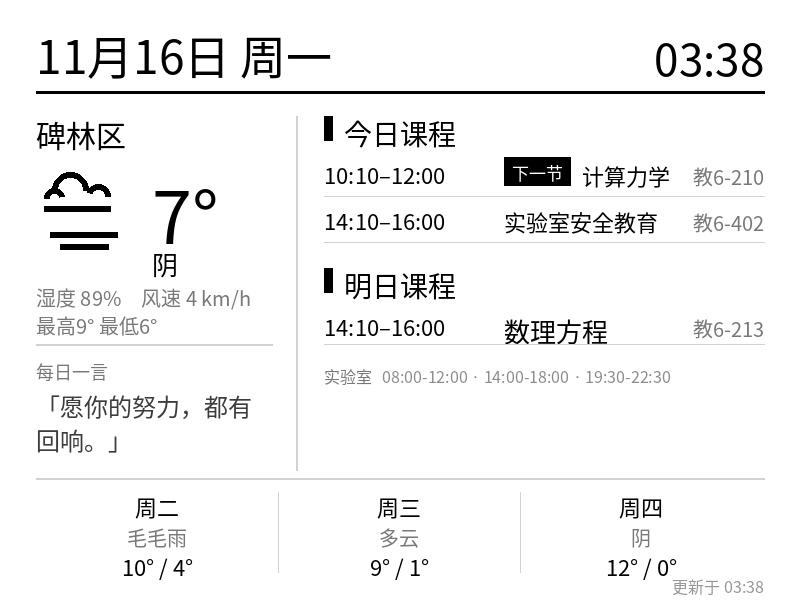 11月16日 周一
03:38
碑林区
7°
阴
湿度 89% 风速 4 km/h
最高9° 最低6°
每日一言
「愿你的努力，都有
回响。」
今日课程
10:10–12:00 下一节 计算力学 教6-210
14:10–16:00 实验室安全教育 教6-402
明日课程
14:10–16:00 数理方程 教6-213
实验室 08:00-12:00 · 14:00-18:00 · 19:30-22:30
周二
毛毛雨
10° / 4°
周三
多云
9° / 1°
周四
阴
12° / 0°
更新于 03:38